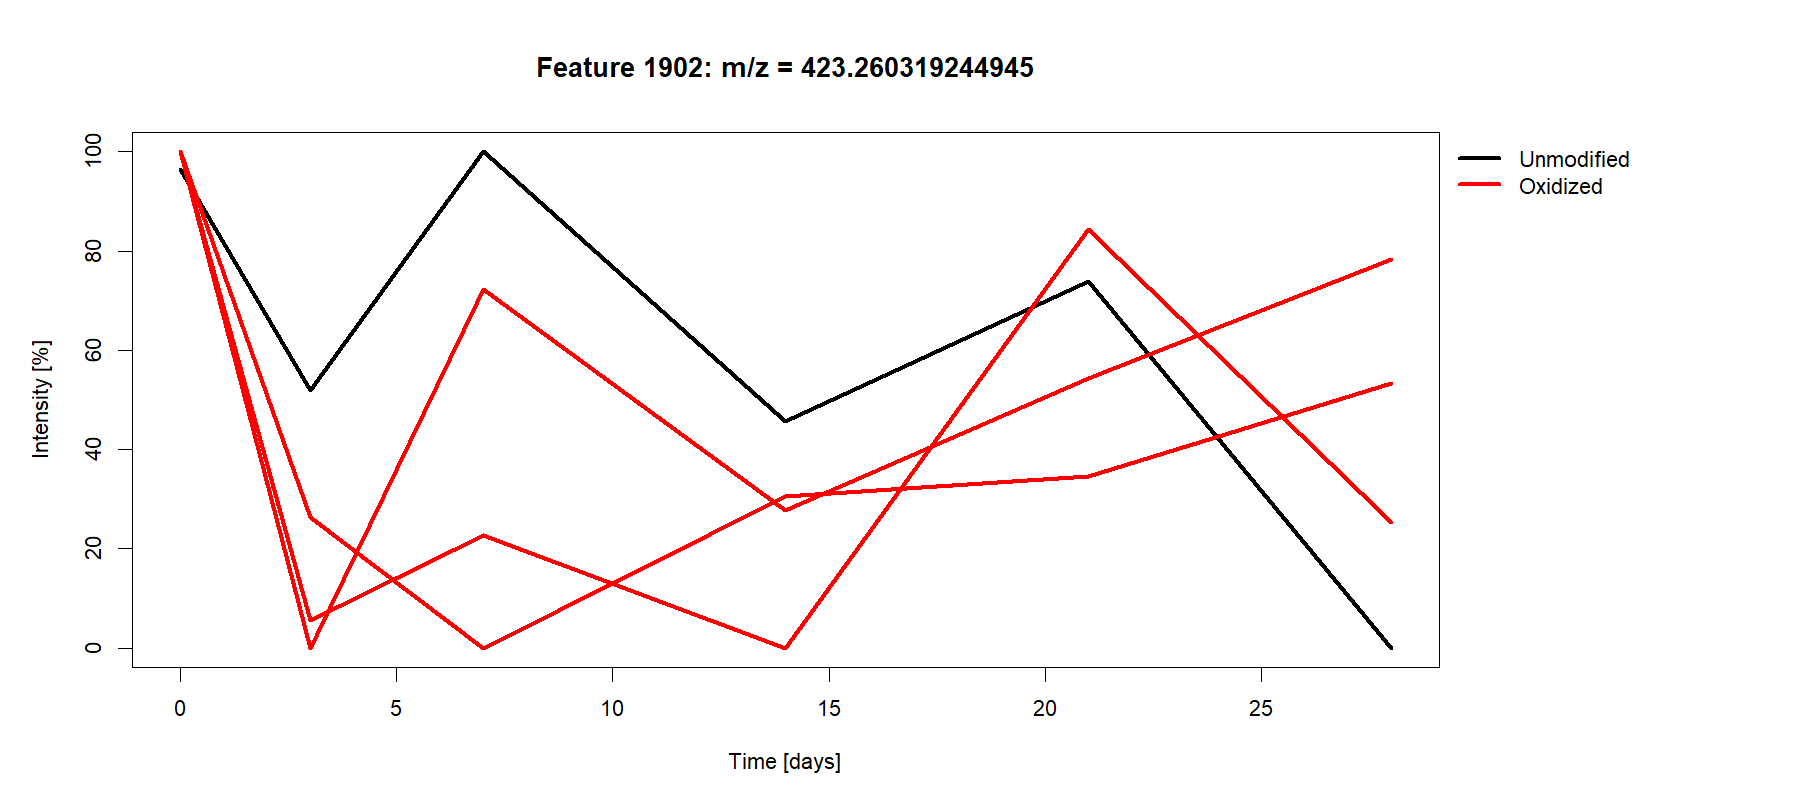 Feature 1902: m/z = 423.260319244945
Unmodified
Oxidized
Intensity [%]
100
80
60
40
20
0
0 5 10 15 20 25
Time [days]